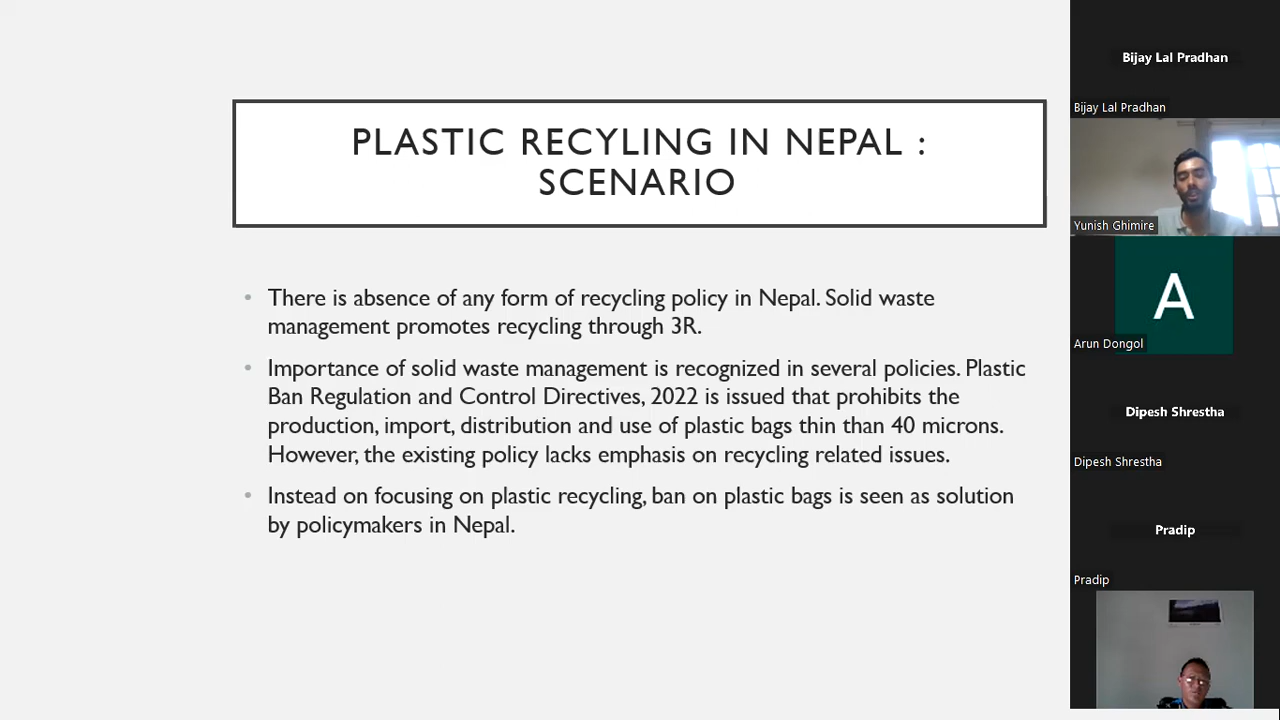 PLASTIC RECYLING IN NEPAL :
SCENARIO
• There is absence of any form of recycling policy in Nepal. Solid waste
management promotes recycling through 3R.
• Importance of solid waste management is recognized in several policies. Plastic
Ban Regulation and Control Directives, 2022 is issued that prohibits the
production, import, distribution and use of plastic bags thin than 40 microns.
However, the existing policy lacks emphasis on recycling related issues.
• Instead on focusing on plastic recycling, ban on plastic bags is seen as solution
by policymakers in Nepal.
Bijay Lal Pradhan
Bijay Lal Pradhan
Yunish Ghimire
A
Arun Dongol
Dipesh Shrestha
Dipesh Shrestha
Pradip
Pradip